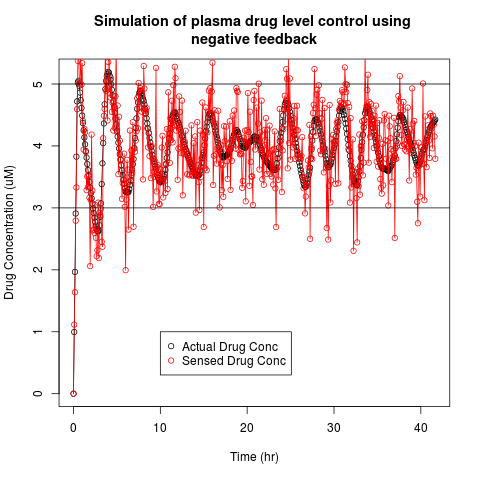 Simulation of plasma drug level control using
negative feedback
Drug Concentration (uM)
5
4
3
2
1
0
Actual Drug Conc
Sensed Drug Conc
0 10 20 30 40
Time (hr)